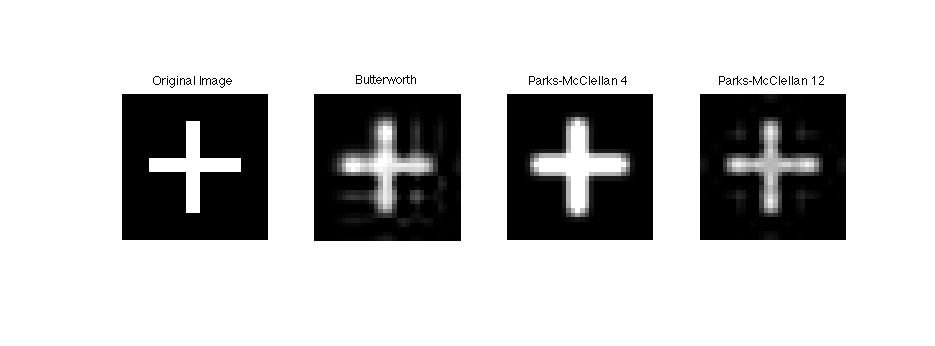 Original Image
Butterworth
Parks-McClellan 4
Parks-McClellan 12